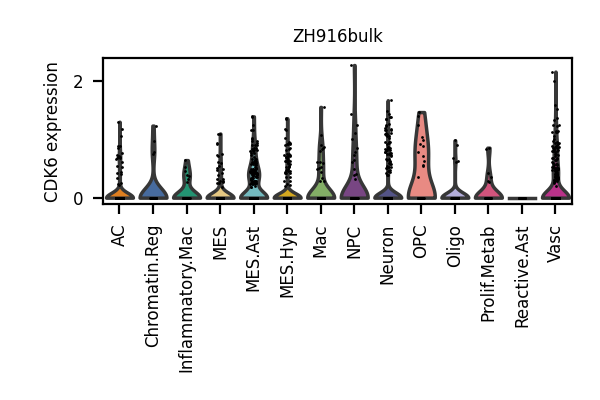 ZH916bulk
CDK6 expression
2
0
AC
Chromatin.Reg
Inflammatory.Mac
MES
MES.Ast
MES.Hyp
Mac
NPC
Neuron
OPC
Oligo
Prolif.Metab
Reactive.Ast
Vasc